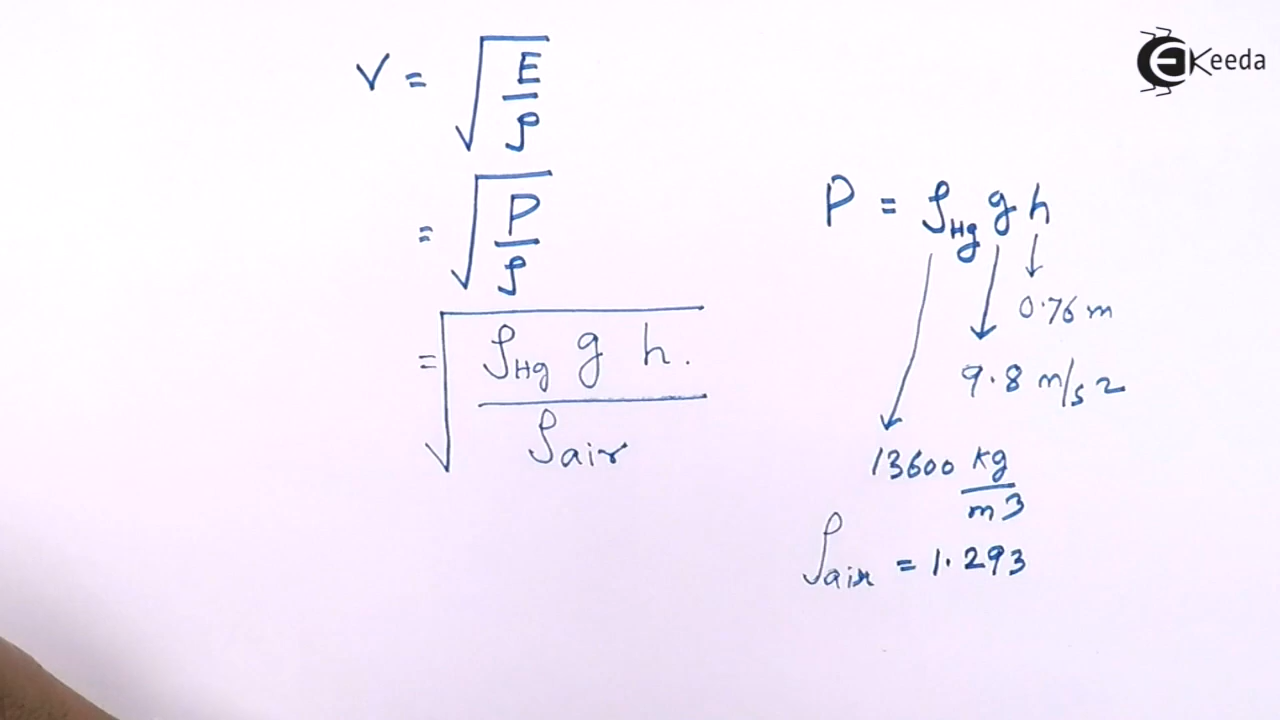 EKeeda
V = √(E/ρ)
= √(P/ρ)
= √(ρHg g h. / ρair)
P = ρHg g h
0.76 m
9.8 m/s2
13600 kg/m3
ρair = 1.293